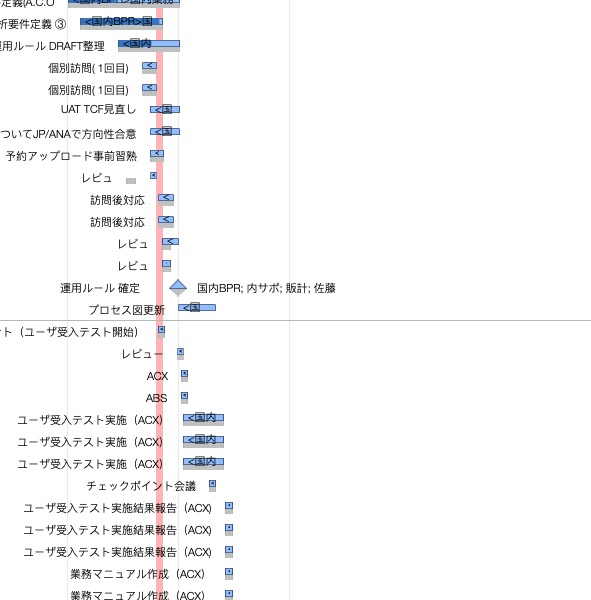 定義(A.C.O <国内BPR>国内業務
所要件定義 ③ <国内BPR>国
運用ルール DRAFT整理 <国内
個別訪問( 1回目) <
個別訪問( 1回目) <
UAT TCF見直し <国
ついてJP/ANAで方向性合意 <国
予約アップロード事前習熟 <
レビュ <
訪問後対応 <
訪問後対応 <
レビュ <
レビュ
運用ルール 確定 国内BPR; 内サポ; 販計; 佐藤
プロセス図更新 <国
ント（ユーザ受入テスト開始） <
レビュー <
ACX <
ABS <
ユーザ受入テスト実施（ACX） <国内
ユーザ受入テスト実施（ACX） <国内
ユーザ受入テスト実施（ACX） <国内
チェックポイント会議 <
ユーザ受入テスト実施結果報告（ACX）
ユーザ受入テスト実施結果報告（ACX）
ユーザ受入テスト実施結果報告（ACX）
業務マニュアル作成（ACX）
業務マニュアル作成（ACX）